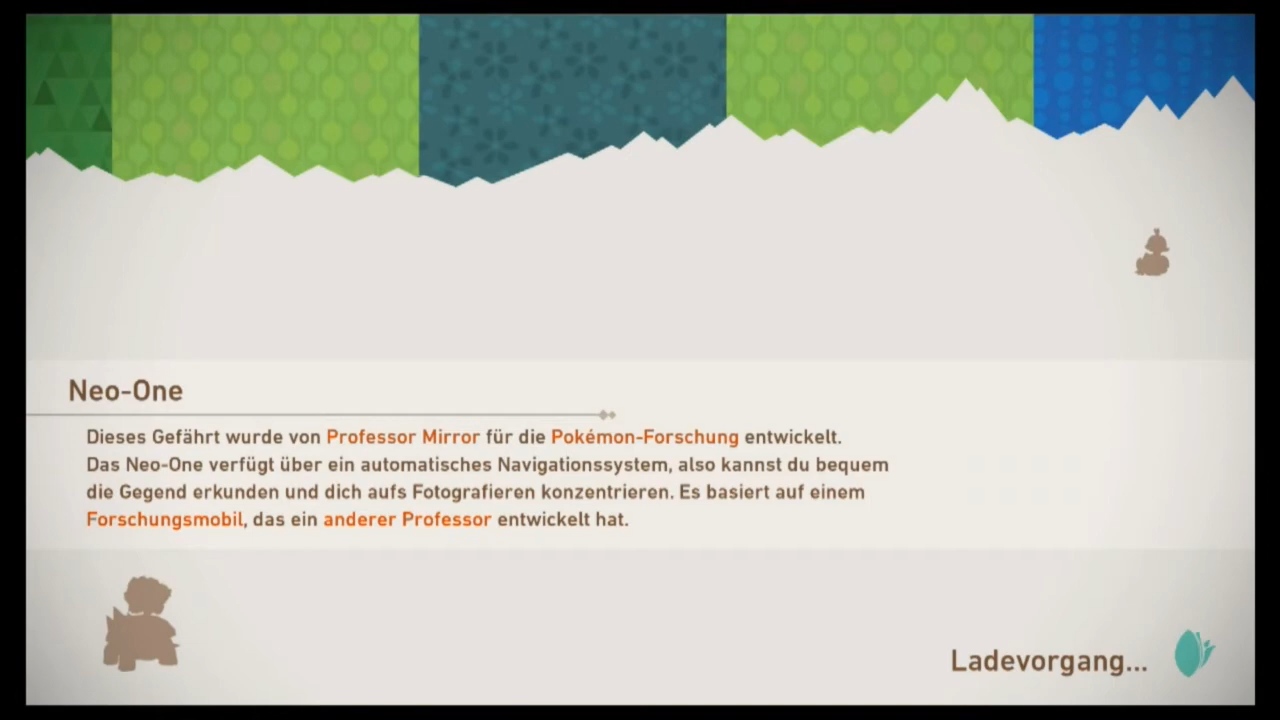 Neo-One
Dieses Gefährt wurde von Professor Mirror für die Pokémon-Forschung entwickelt.
Das Neo-One verfügt über ein automatisches Navigationssystem, also kannst du bequem
die Gegend erkunden und dich aufs Fotografieren konzentrieren. Es basiert auf einem
Forschungsmobil, das ein anderer Professor entwickelt hat.
Ladevorgang...